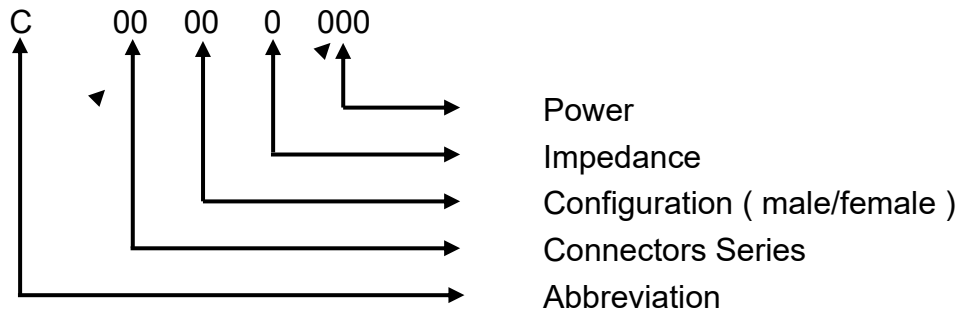 C 00 00 0 000
Power
Impedance
Configuration ( male/female )
Connectors Series
Abbreviation